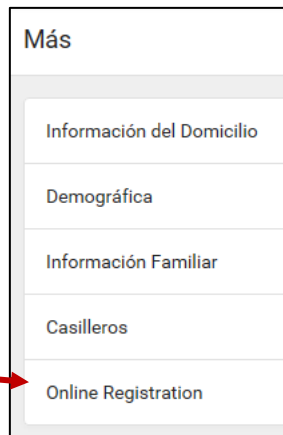 Más
Información del Domicilio
Demográfica
Información Familiar
Casilleros
Online Registration